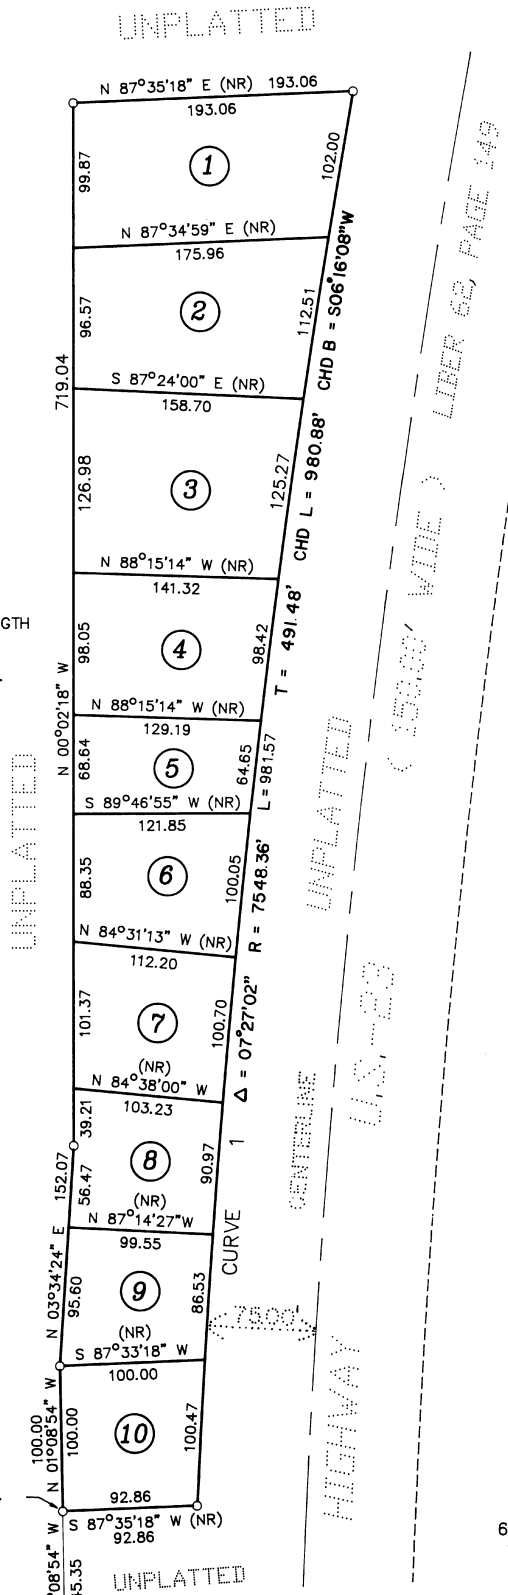 UNPLATTED
N 87°35'18" E (NR) 193.06
193.06
99.87
1
102.00
N 87°34'59" E (NR)
175.96
96.57
2
112.51
S 87°24'00" E (NR)
158.70
719.04
126.98
3
125.27
N 88°15'14" W (NR)
141.32
98.05
4
98.42
N 88°15'14" W (NR)
129.19
68.64
5
64.65
S 89°46'55" W (NR)
121.85
88.35
6
100.05
N 84°31'13" W (NR)
112.20
101.37
7
100.70
(NR)
N 84°38'00" W
103.23
39.21
56.47
8
90.97
(NR)
N 87°14'27"W
99.55
95.60
9
86.53
(NR)
S 87°33'18" W
100.00
100.00
10
100.47
92.86
S 87°35'18" W (NR)
92.86
N 00°02'18" W
152.07
N 03°34'24" E
100.00
N 01°08'54" W
08'54" W
5.35
GTH
UNPLATTED
CURVE 1 Δ = 07°27'02" R = 7548.36' L=981.57 T = 491.48' CHD L = 980.88' CHD B = S06°16'08"W
UNPLATTED
CENTERLINE
75.00'
HIGHWAY
U.S.-23
WIDE )
LIBER 62, PAGE 149
UNPLATTED
6